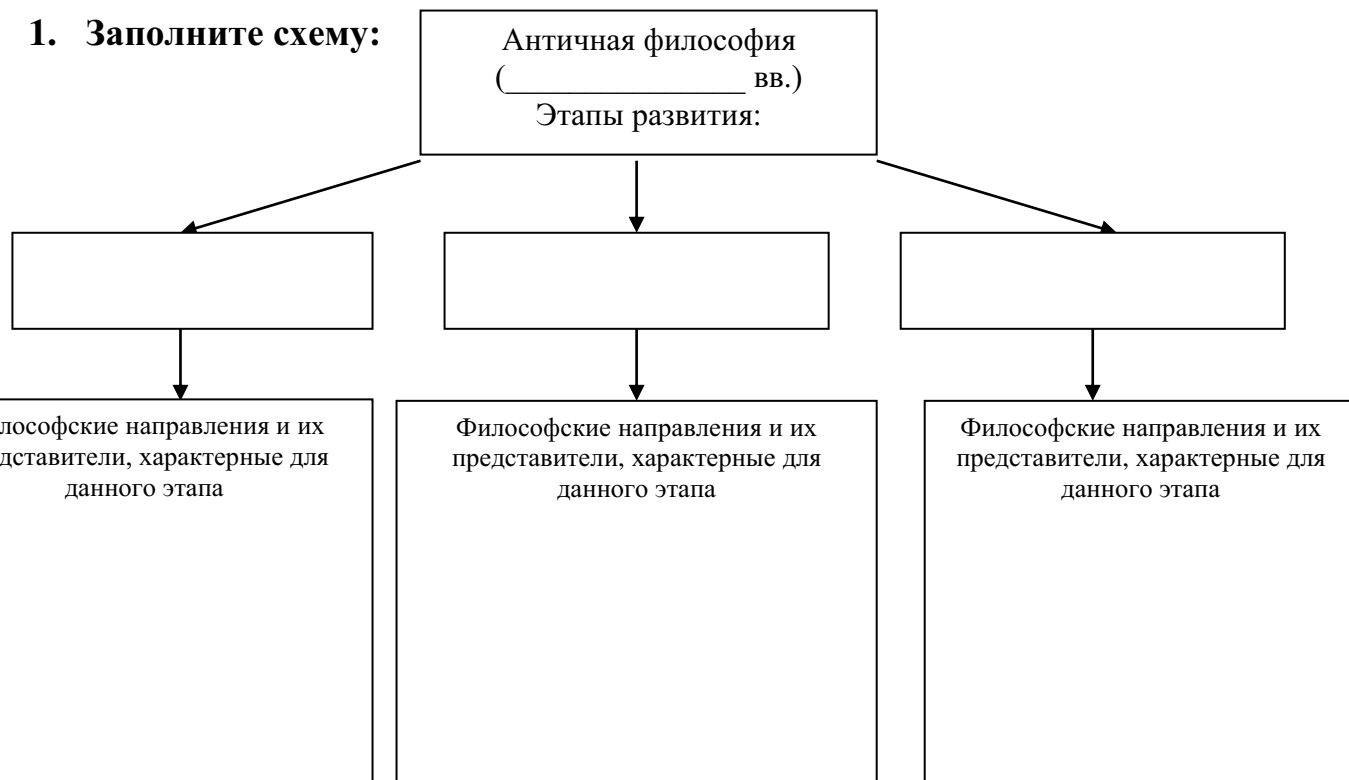 1. Заполните схему:
Античная философия
(_______________ вв.)
Этапы развития:
лософские направления и их
дставители, характерные для
данного этапа
Философские направления и их
представители, характерные для
данного этапа
Философские направления и их
представители, характерные для
данного этапа